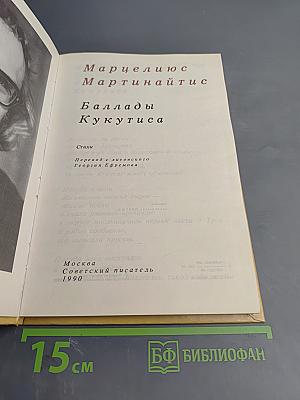 Марцелиюс
Мартинайтис
Баллады
Кукутиса
Стихи
Перевод с литовского
Георгия Ефремова
Москва
Советский писатель
1990
15 см
БФ БИБЛИОФАН